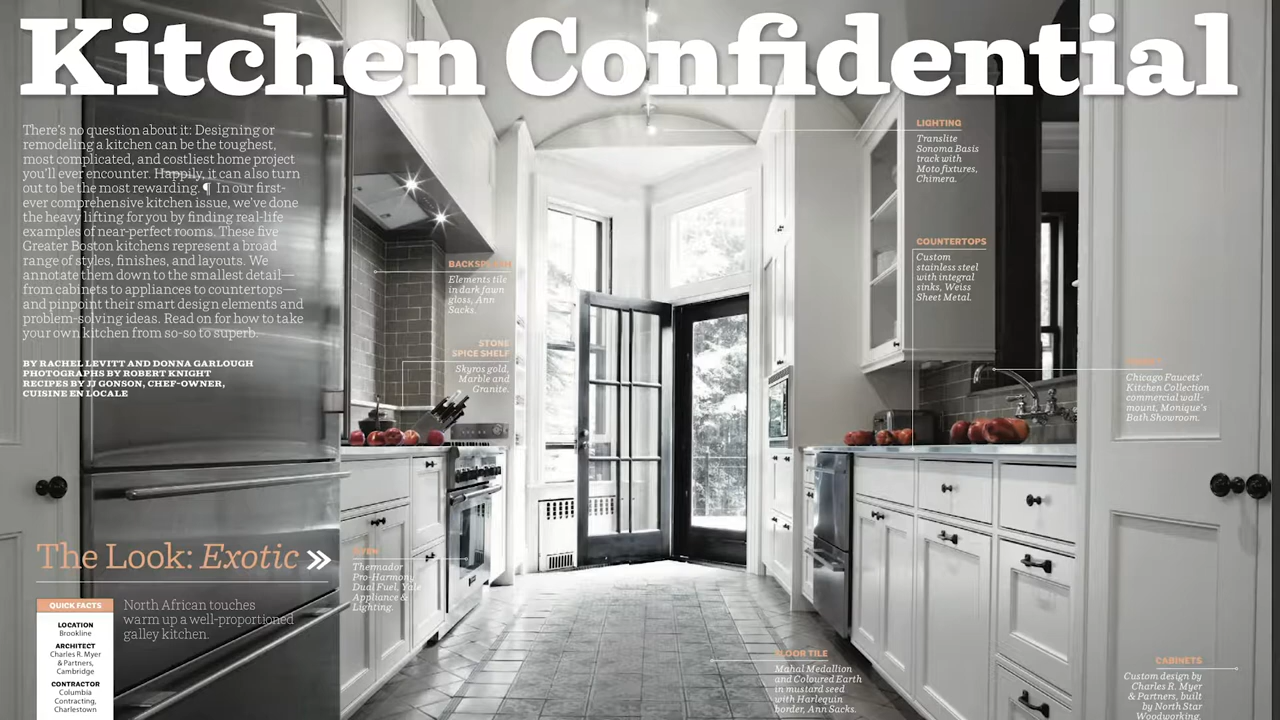 Kitchen Confidential
There's no question about it: Designing or
remodeling a kitchen can be the toughest,
most complicated, and costliest home project
you'll ever encounter. Happily, it can also turn
out to be the most rewarding. ¶ In our first-
ever comprehensive kitchen issue, we've done
the heavy lifting for you by finding real-life
examples of near-perfect rooms. These five
Greater Boston kitchens represent a broad
range of styles, finishes, and layouts. We
annotate them down to the smallest detail—
from cabinets to appliances to countertops—
and pinpoint their smart design elements and
problem-solving ideas. Read on for how to take
your own kitchen from so-so to superb.
BY RACHEL LEVITT AND DONNA GARLOUGH
PHOTOGRAPHS BY ROBERT KNIGHT
RECIPES BY JJ GONSON, CHEF-OWNER,
CUISINE EN LOCALE
The Look: Exotic »
QUICK FACTS
LOCATION
Brookline
ARCHITECT
Charles R. Myer
& Partners,
Cambridge
CONTRACTOR
Columbia
Contracting,
Charlestown
North African touches
warm up a well-proportioned
galley kitchen.
BACKSPLASH
Elements tile
in dark fawn
gloss, Ann
Sacks.
STONE
SPICE SHELF
Skyros gold,
Marble and
Granite.
OVEN
Thermador
Pro-Harmony
Dual Fuel, Yale
Appliance &
Lighting.
LIGHTING
Translite
Sonoma Basis
track with
Moto fixtures,
Chimera.
COUNTERTOPS
Custom
stainless steel
with integral
sinks, Weiss
Sheet Metal.
Chicago Faucets'
Kitchen Collection
commercial wall-
mount, Monique's
Bath Showroom.
FLOOR TILE
Mahal Medallion
and Coloured Earth
in mustard seed
with Harlequin
border, Ann Sacks.
CABINETS
Custom design by
Charles R. Myer
& Partners, built
by North Star
Woodworking.